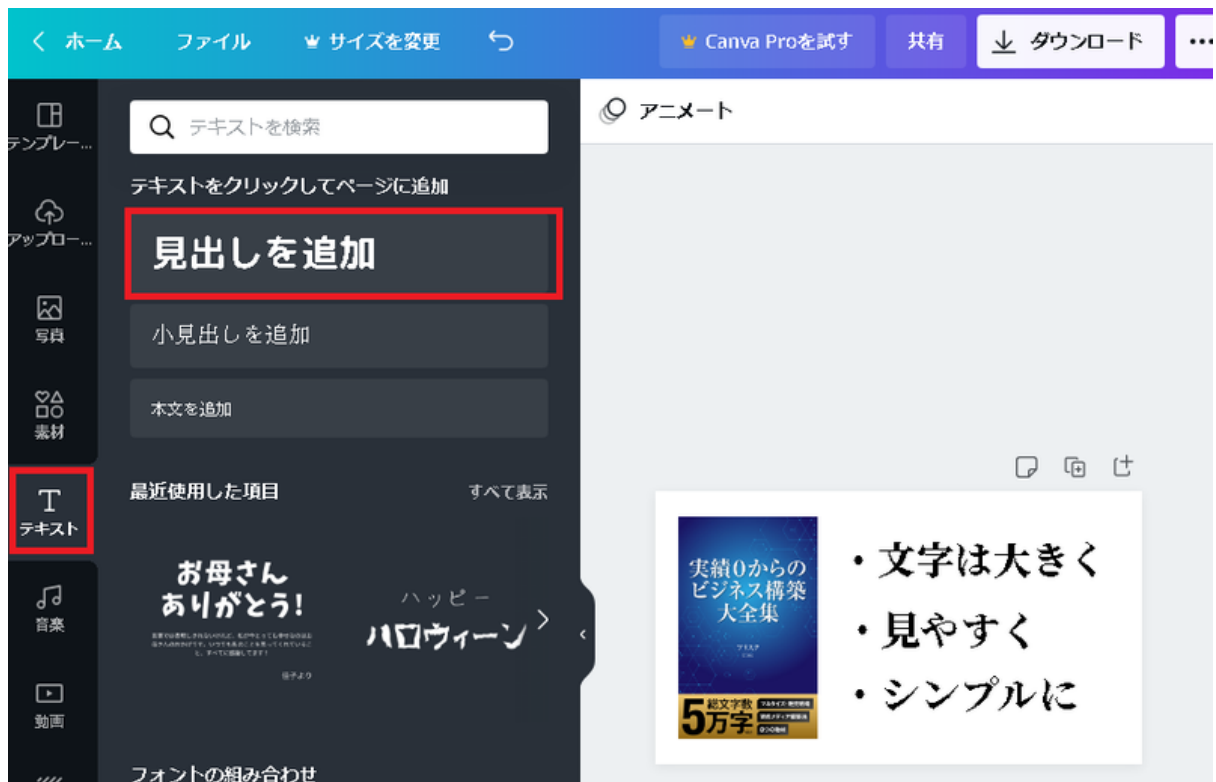 ホーム ファイル サイズを変更 Canva Proを試す 共有 ダウンロード
テンプレー...
アップロー...
写真
素材
テキスト
音楽
動画
テキストを検索
テキストをクリックしてページに追加
見出しを追加
小見出しを追加
本文を追加
最近使用した項目 すべて表示
お母さん
ありがとう!
佳子より
ハッピー
ハロウィーン
フォントの組み合わせ
アニメート
実績0からの
ビジネス構築
大全集
総文字数
5万字
・文字は大きく
・見やすく
・シンプルに